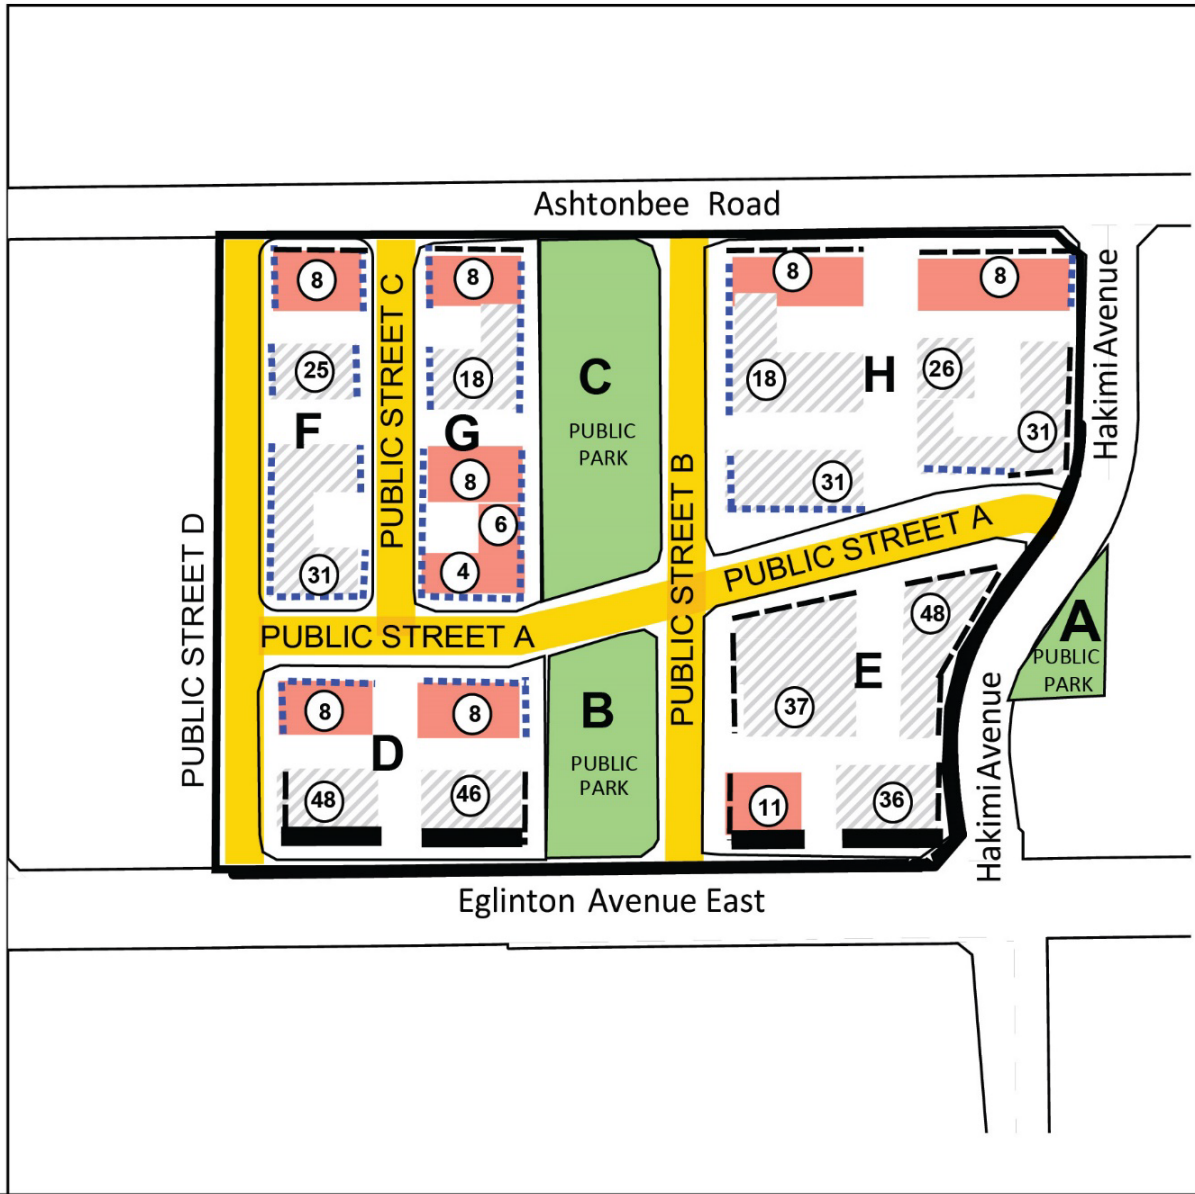 Ashtonbee Road
8
8
8
8
PUBLIC STREET C
Hakimi Avenue
25
18
C
PUBLIC
PARK
18
H
26
F
G
31
8
31
6
4
31
PUBLIC STREET D
PUBLIC STREET B
PUBLIC STREET A
PUBLIC STREET A
48
A
PUBLIC
PARK
E
37
8
8
B
PUBLIC
PARK
D
48
46
11
36
Hakimi Avenue
Eglinton Avenue East